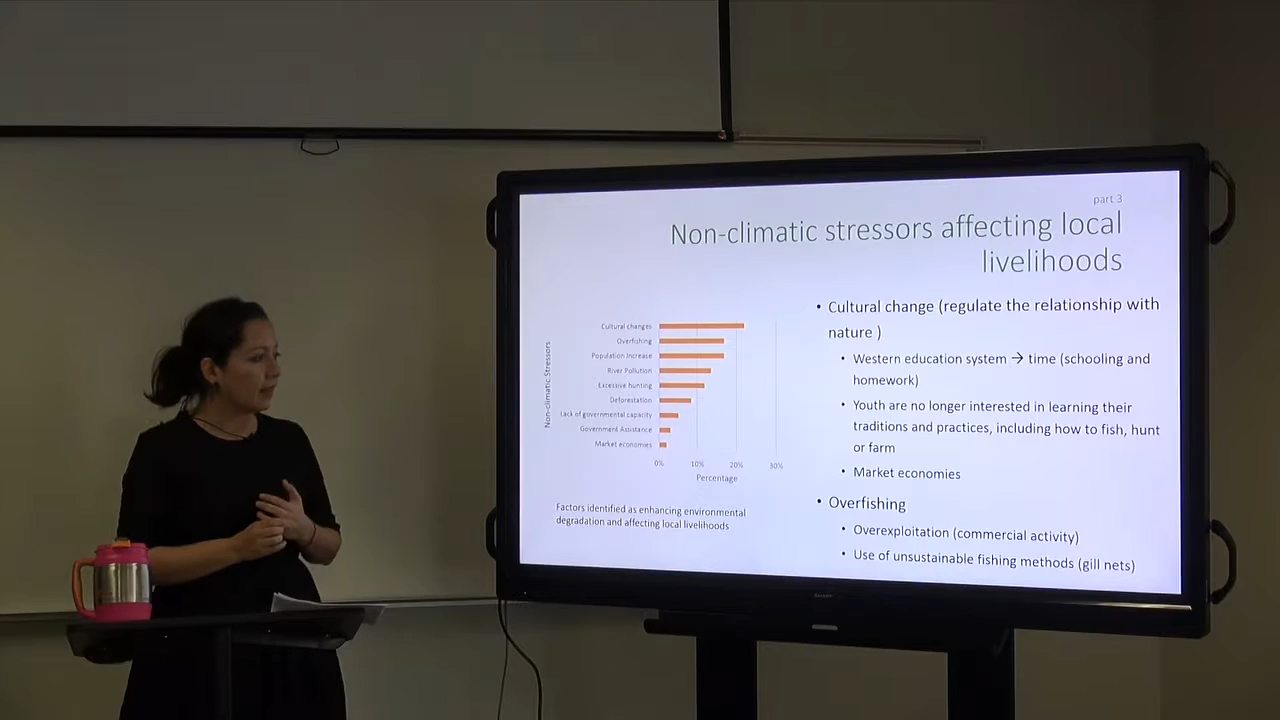 part 3
Non-climatic stressors affecting local
livelihoods
Non-climatic Stressors
Cultural changes
Overfishing
Population Increase
River Pollution
Excessive hunting
Deforestation
Lack of governmental capacity
Government Assistance
Market economies
0% 10% 20% 30%
Percentage
Factors identified as enhancing environmental
degradation and affecting local livelihoods
• Cultural change (regulate the relationship with
nature )
• Western education system → time (schooling and
homework)
• Youth are no longer interested in learning their
traditions and practices, including how to fish, hunt
or farm
• Market economies
• Overfishing
• Overexploitation (commercial activity)
• Use of unsustainable fishing methods (gill nets)